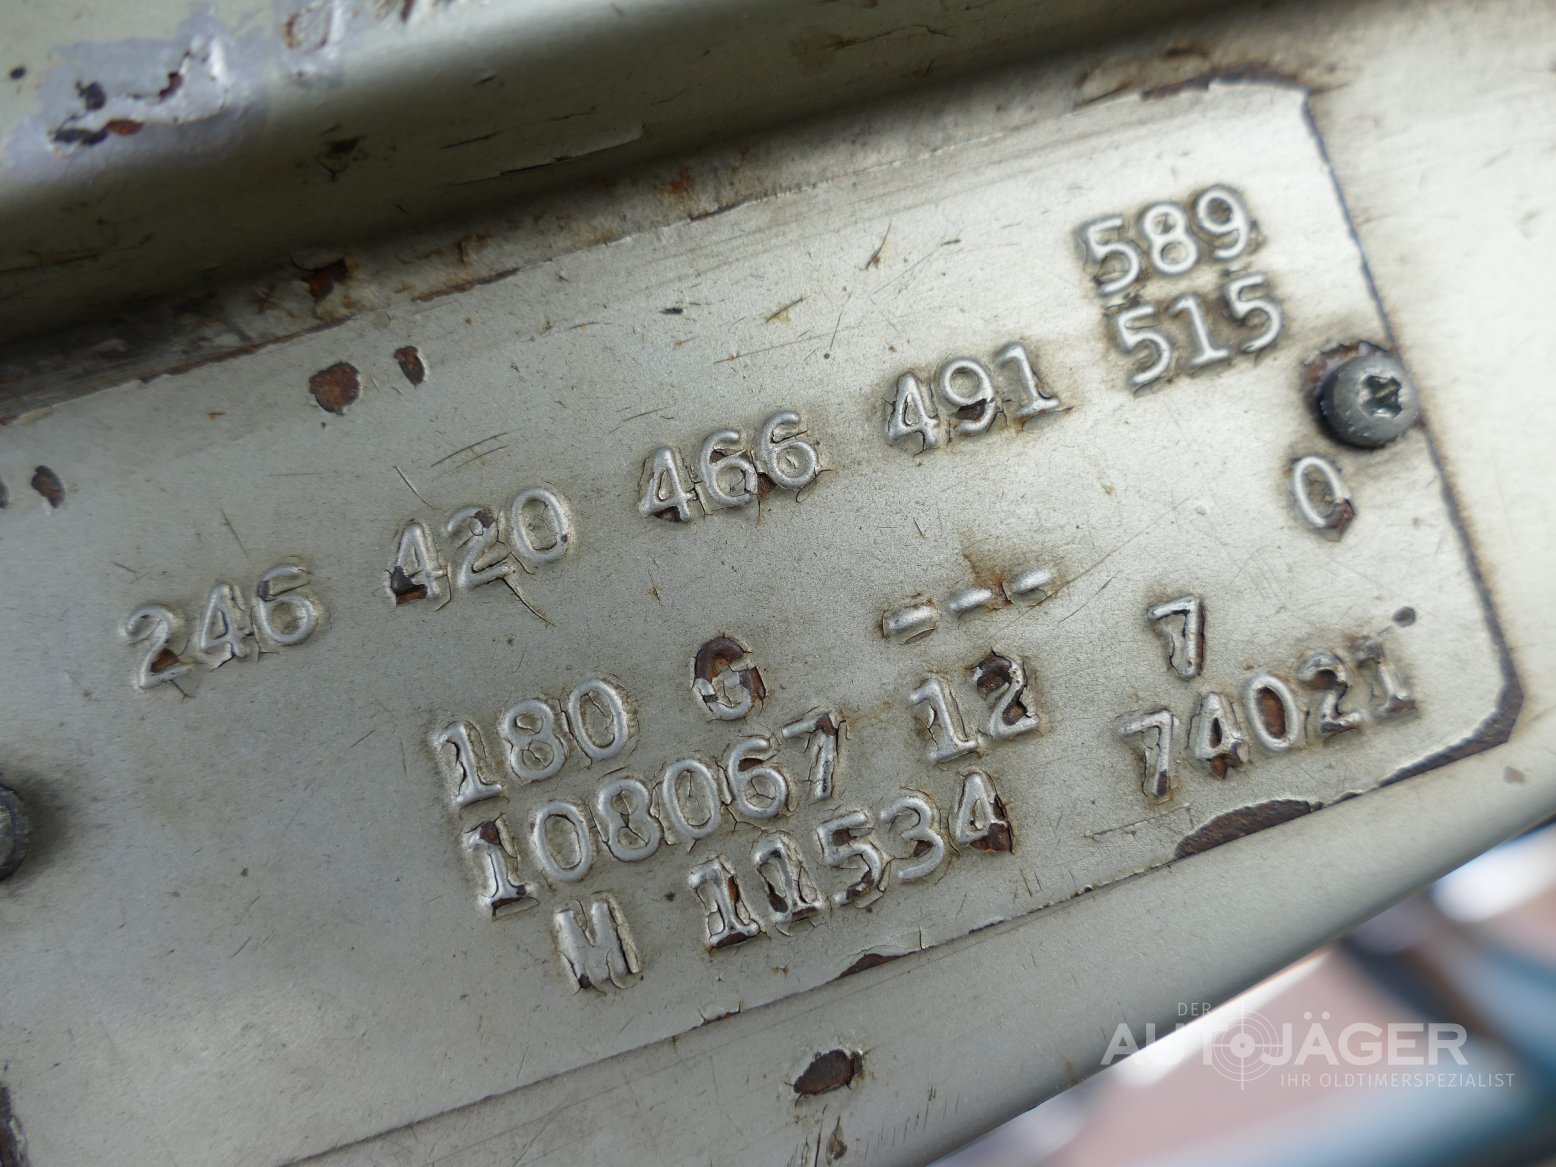 589
246 420 466 491 515
0
180 G --- 7
108067 12 74021
M 11534
DER
AUTOJÄGER
IHR OLDTIMERSPEZIALIST